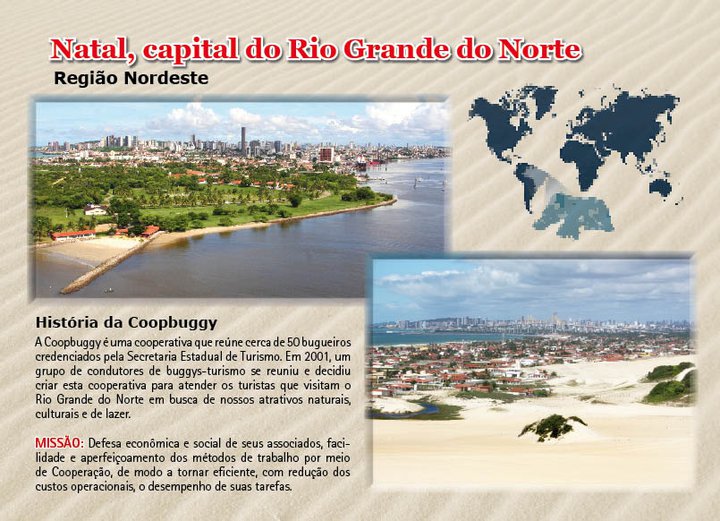 Natal, capital do Rio Grande do Norte
Região Nordeste
História da Coopbuggy
A Coopbuggy é uma cooperativa que reúne cerca de 50 bugueiros
credenciados pela Secretaria Estadual de Turismo. Em 2001, um
grupo de condutores de buggys-turismo se reuniu e decidiu
criar esta cooperativa para atender os turistas que visitam o
Rio Grande do Norte em busca de nossos atrativos naturais,
culturais e de lazer.
MISSÃO: Defesa econômica e social de seus associados, faci-
lidade e aperfeiçoamento dos métodos de trabalho por meio
de Cooperação, de modo a tornar eficiente, com redução dos
custos operacionais, o desempenho de suas tarefas.